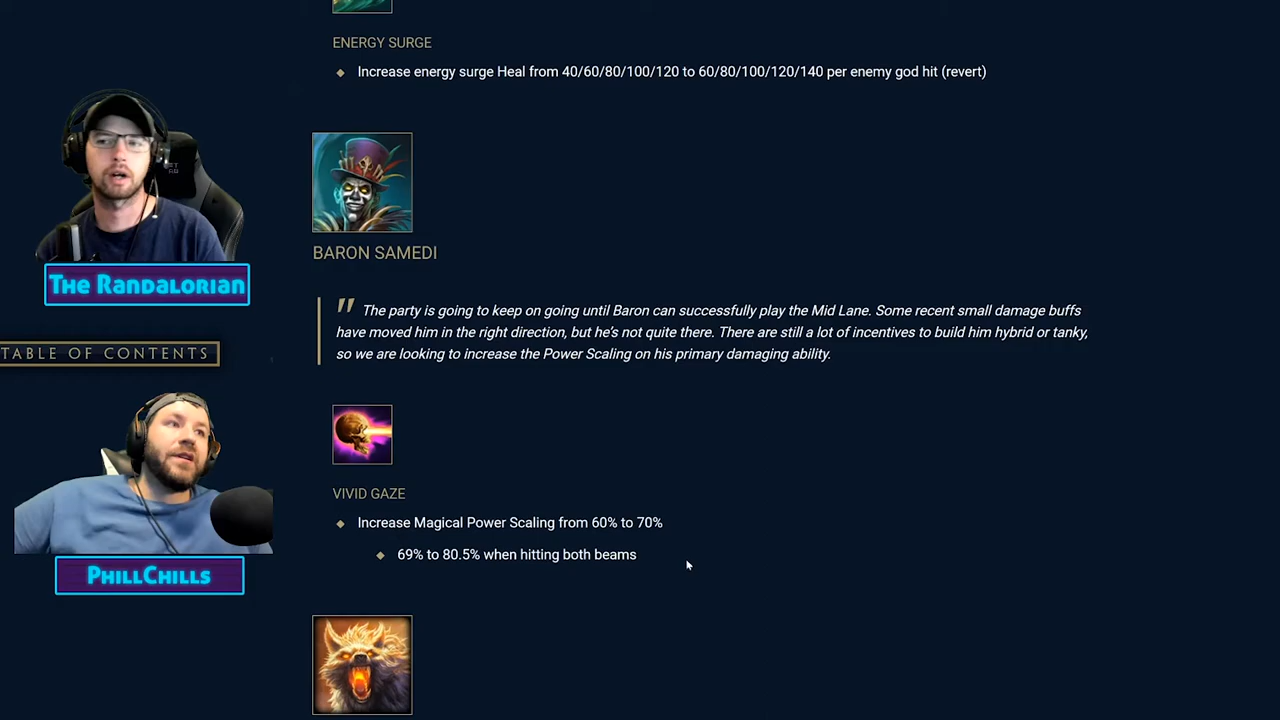 ENERGY SURGE
Increase energy surge Heal from 40/60/80/100/120 to 60/80/100/120/140 per enemy god hit (revert)
BARON SAMEDI
" The party is going to keep on going until Baron can successfully play the Mid Lane. Some recent small damage buffs
have moved him in the right direction, but he's not quite there. There are still a lot of incentives to build him hybrid or tanky,
so we are looking to increase the Power Scaling on his primary damaging ability.
VIVID GAZE
Increase Magical Power Scaling from 60% to 70%
69% to 80.5% when hitting both beams
The Randalorian
TABLE OF CONTENTS
PhillChills